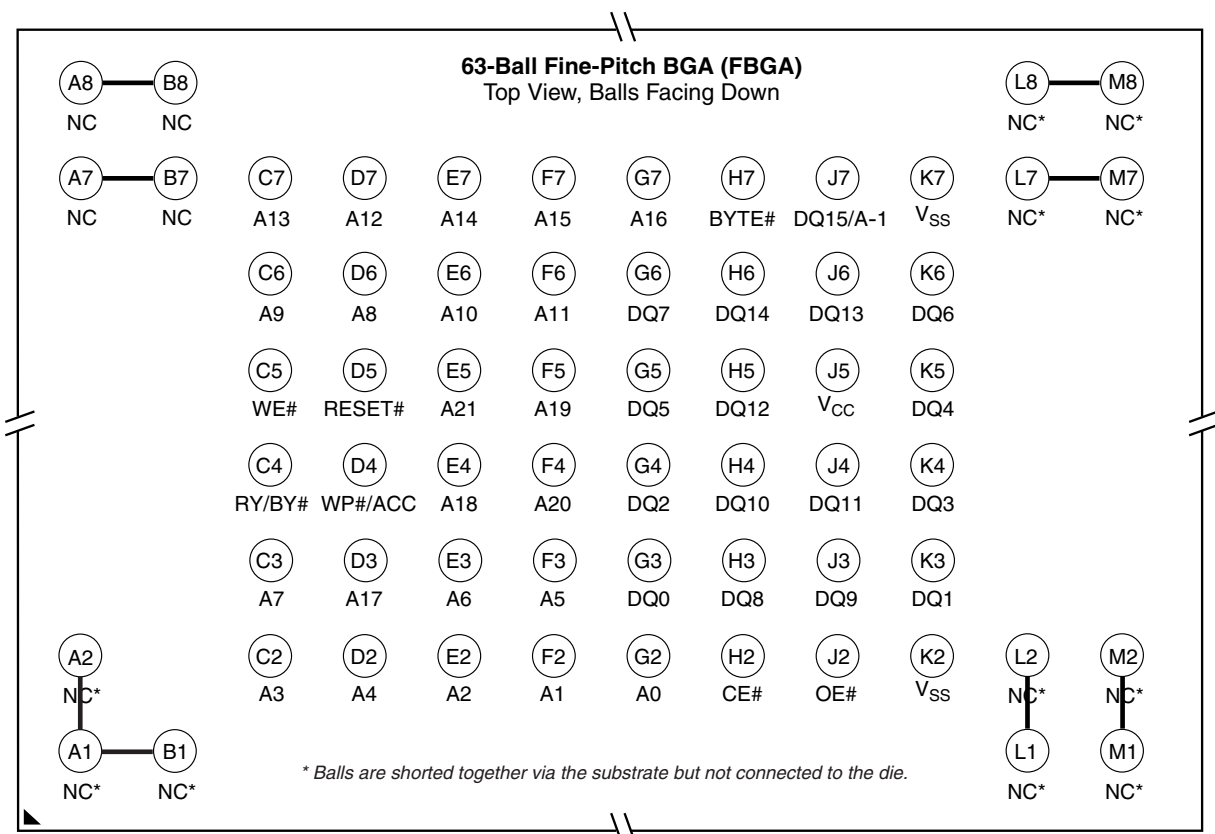 63-Ball Fine-Pitch BGA (FBGA)
Top View, Balls Facing Down
A8 B8 L8 M8
NC NC NC* NC*
A7 B7 C7 D7 E7 F7 G7 H7 J7 K7 L7 M7
NC NC A13 A12 A14 A15 A16 BYTE# DQ15/A-1 VSS NC* NC*
C6 D6 E6 F6 G6 H6 J6 K6
A9 A8 A10 A11 DQ7 DQ14 DQ13 DQ6
C5 D5 E5 F5 G5 H5 J5 K5
WE# RESET# A21 A19 DQ5 DQ12 VCC DQ4
C4 D4 E4 F4 G4 H4 J4 K4
RY/BY# WP#/ACC A18 A20 DQ2 DQ10 DQ11 DQ3
C3 D3 E3 F3 G3 H3 J3 K3
A7 A17 A6 A5 DQ0 DQ8 DQ9 DQ1
A2 C2 D2 E2 F2 G2 H2 J2 K2 L2 M2
NC* A3 A4 A2 A1 A0 CE# OE# VSS NC* NC*
A1 B1 L1 M1
NC* NC* NC* NC*
* Balls are shorted together via the substrate but not connected to the die.